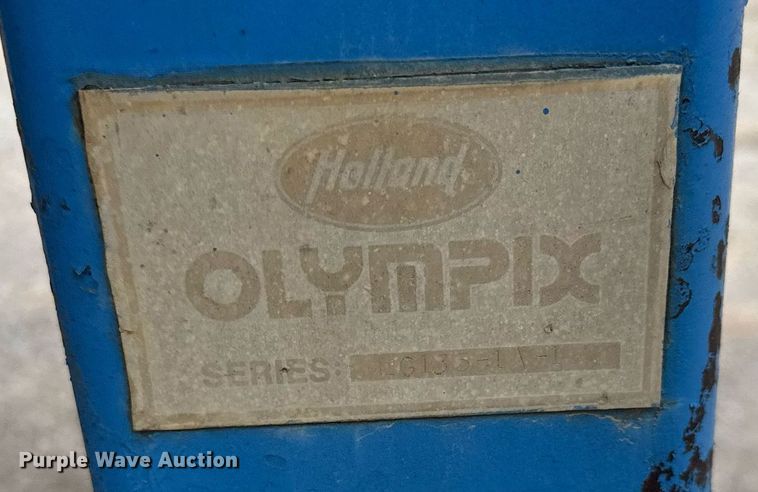 Holland
OLYMPIX
SERIES:
Purple Wave Auction